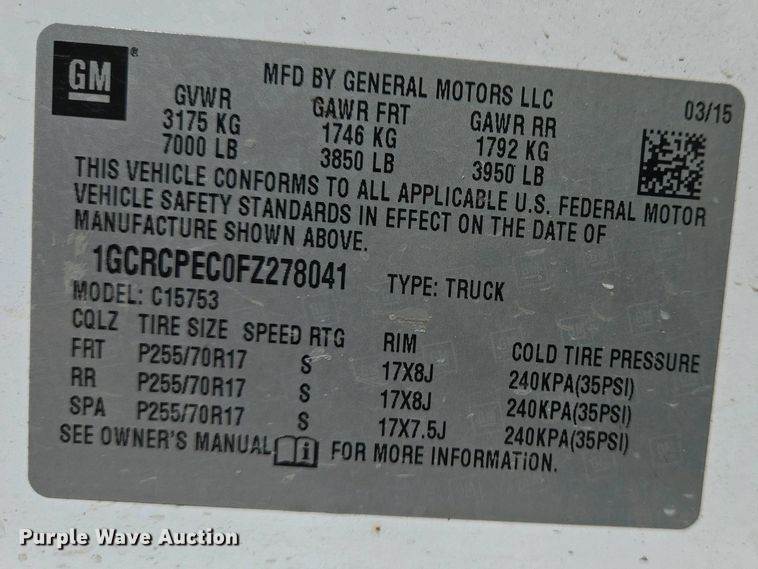 GM
®
MFD BY GENERAL MOTORS LLC
03/15
GVWR GAWR FRT GAWR RR
3175 KG 1746 KG 1792 KG
7000 LB 3850 LB 3950 LB
THIS VEHICLE CONFORMS TO ALL APPLICABLE U.S. FEDERAL MOTOR
VEHICLE SAFETY STANDARDS IN EFFECT ON THE DATE OF
MANUFACTURE SHOWN ABOVE.
1GCRCPEC0FZ278041 TYPE: TRUCK
MODEL: C15753
CQLZ TIRE SIZE SPEED RTG RIM COLD TIRE PRESSURE
FRT P255/70R17 S 17X8J 240KPA(35PSI)
RR P255/70R17 S 17X8J 240KPA(35PSI)
SPA P255/70R17 S 17X7.5J 240KPA(35PSI)
SEE OWNER'S MANUAL FOR MORE INFORMATION.
Purple Wave Auction